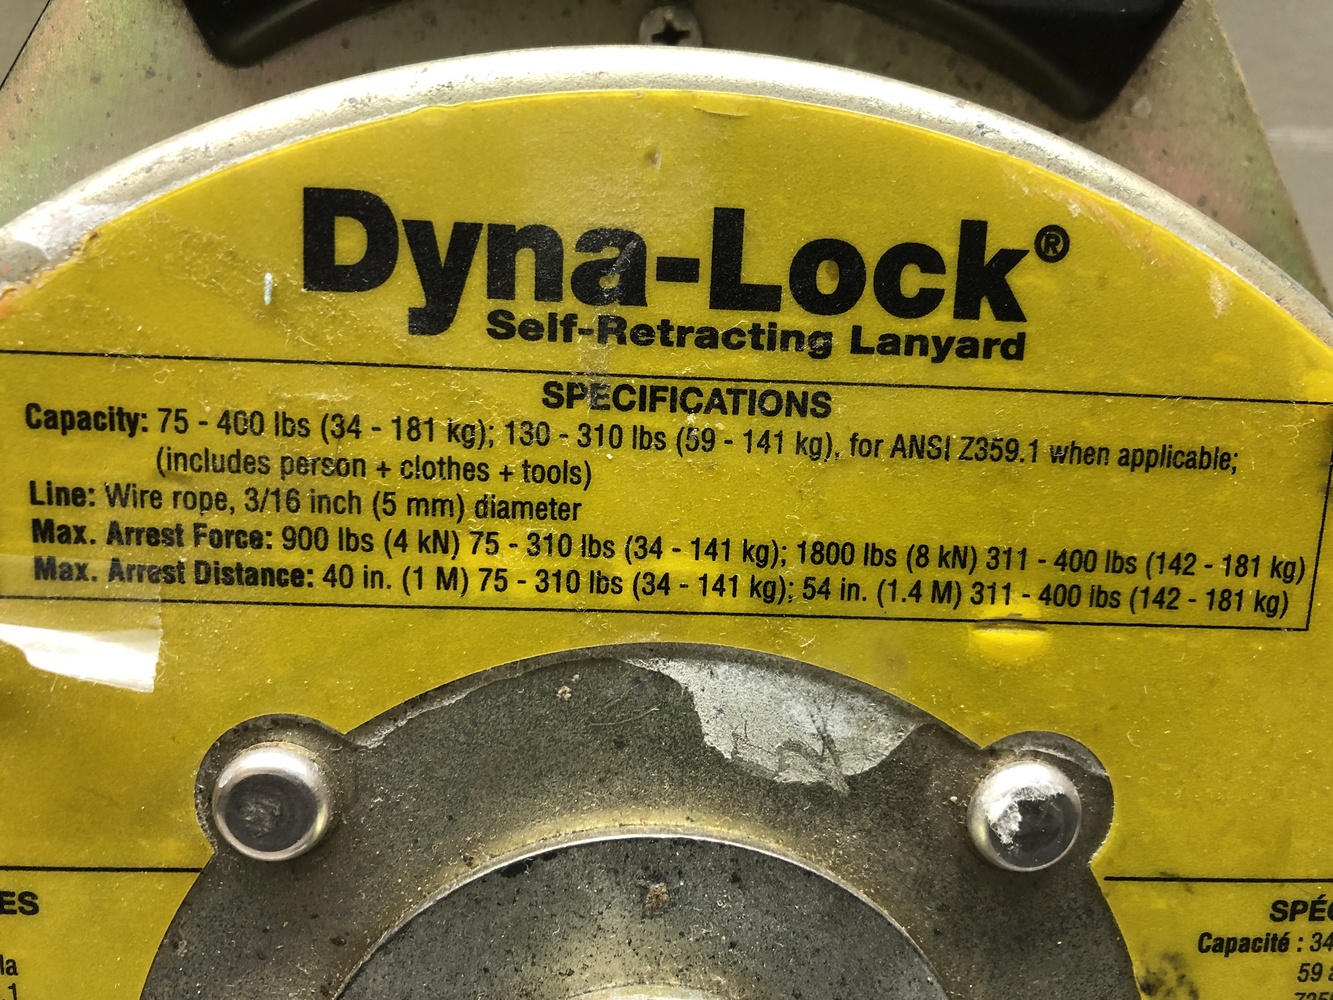 Dyna-Lock®
Self-Retracting Lanyard
SPECIFICATIONS
Capacity: 75 - 400 lbs (34 - 181 kg); 130 - 310 lbs (59 - 141 kg), for ANSI Z359.1 when applicable;
(includes person + clothes + tools)
Line: Wire rope, 3/16 inch (5 mm) diameter
Max. Arrest Force: 900 lbs (4 kN) 75 - 310 lbs (34 - 141 kg); 1800 lbs (8 kN) 311 - 400 lbs (142 - 181 kg)
Max. Arrest Distance: 40 in. (1 M) 75 - 310 lbs (34 - 141 kg); 54 in. (1.4 M) 311 - 400 lbs (142 - 181 kg)
ES
la
.1
SPÉ
Capacité : 34
59